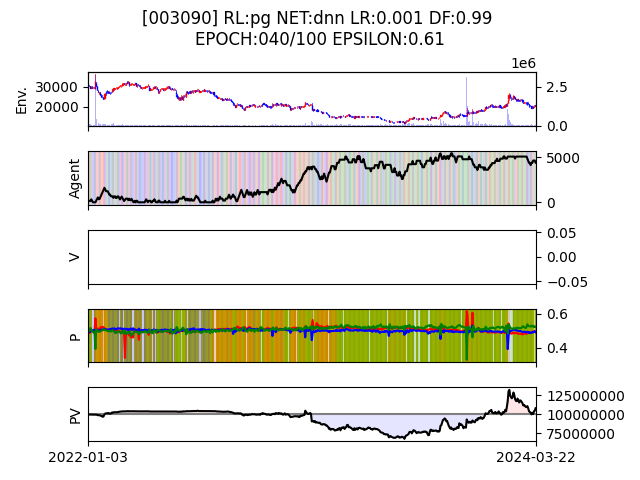 [003090] RL:pg NET:dnn LR:0.001 DF:0.99
EPOCH:040/100 EPSILON:0.61
1e6
Env.
30000
20000
2.5
0.0
Agent
5000
0
V
0.05
0.00
−0.05
P
0.6
0.4
PV
125000000
100000000
75000000
2022-01-03
2024-03-22